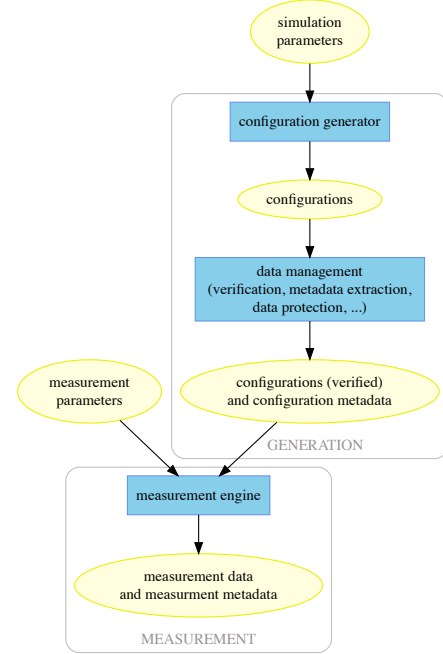 simulation
parameters
configuration generator
configurations
data management
(verification, metadata extraction,
data protection, ...)
measurement
parameters
configurations (verified)
and configuration metadata
GENERATION
measurement engine
measurement data
and measurment metadata
MEASUREMENT